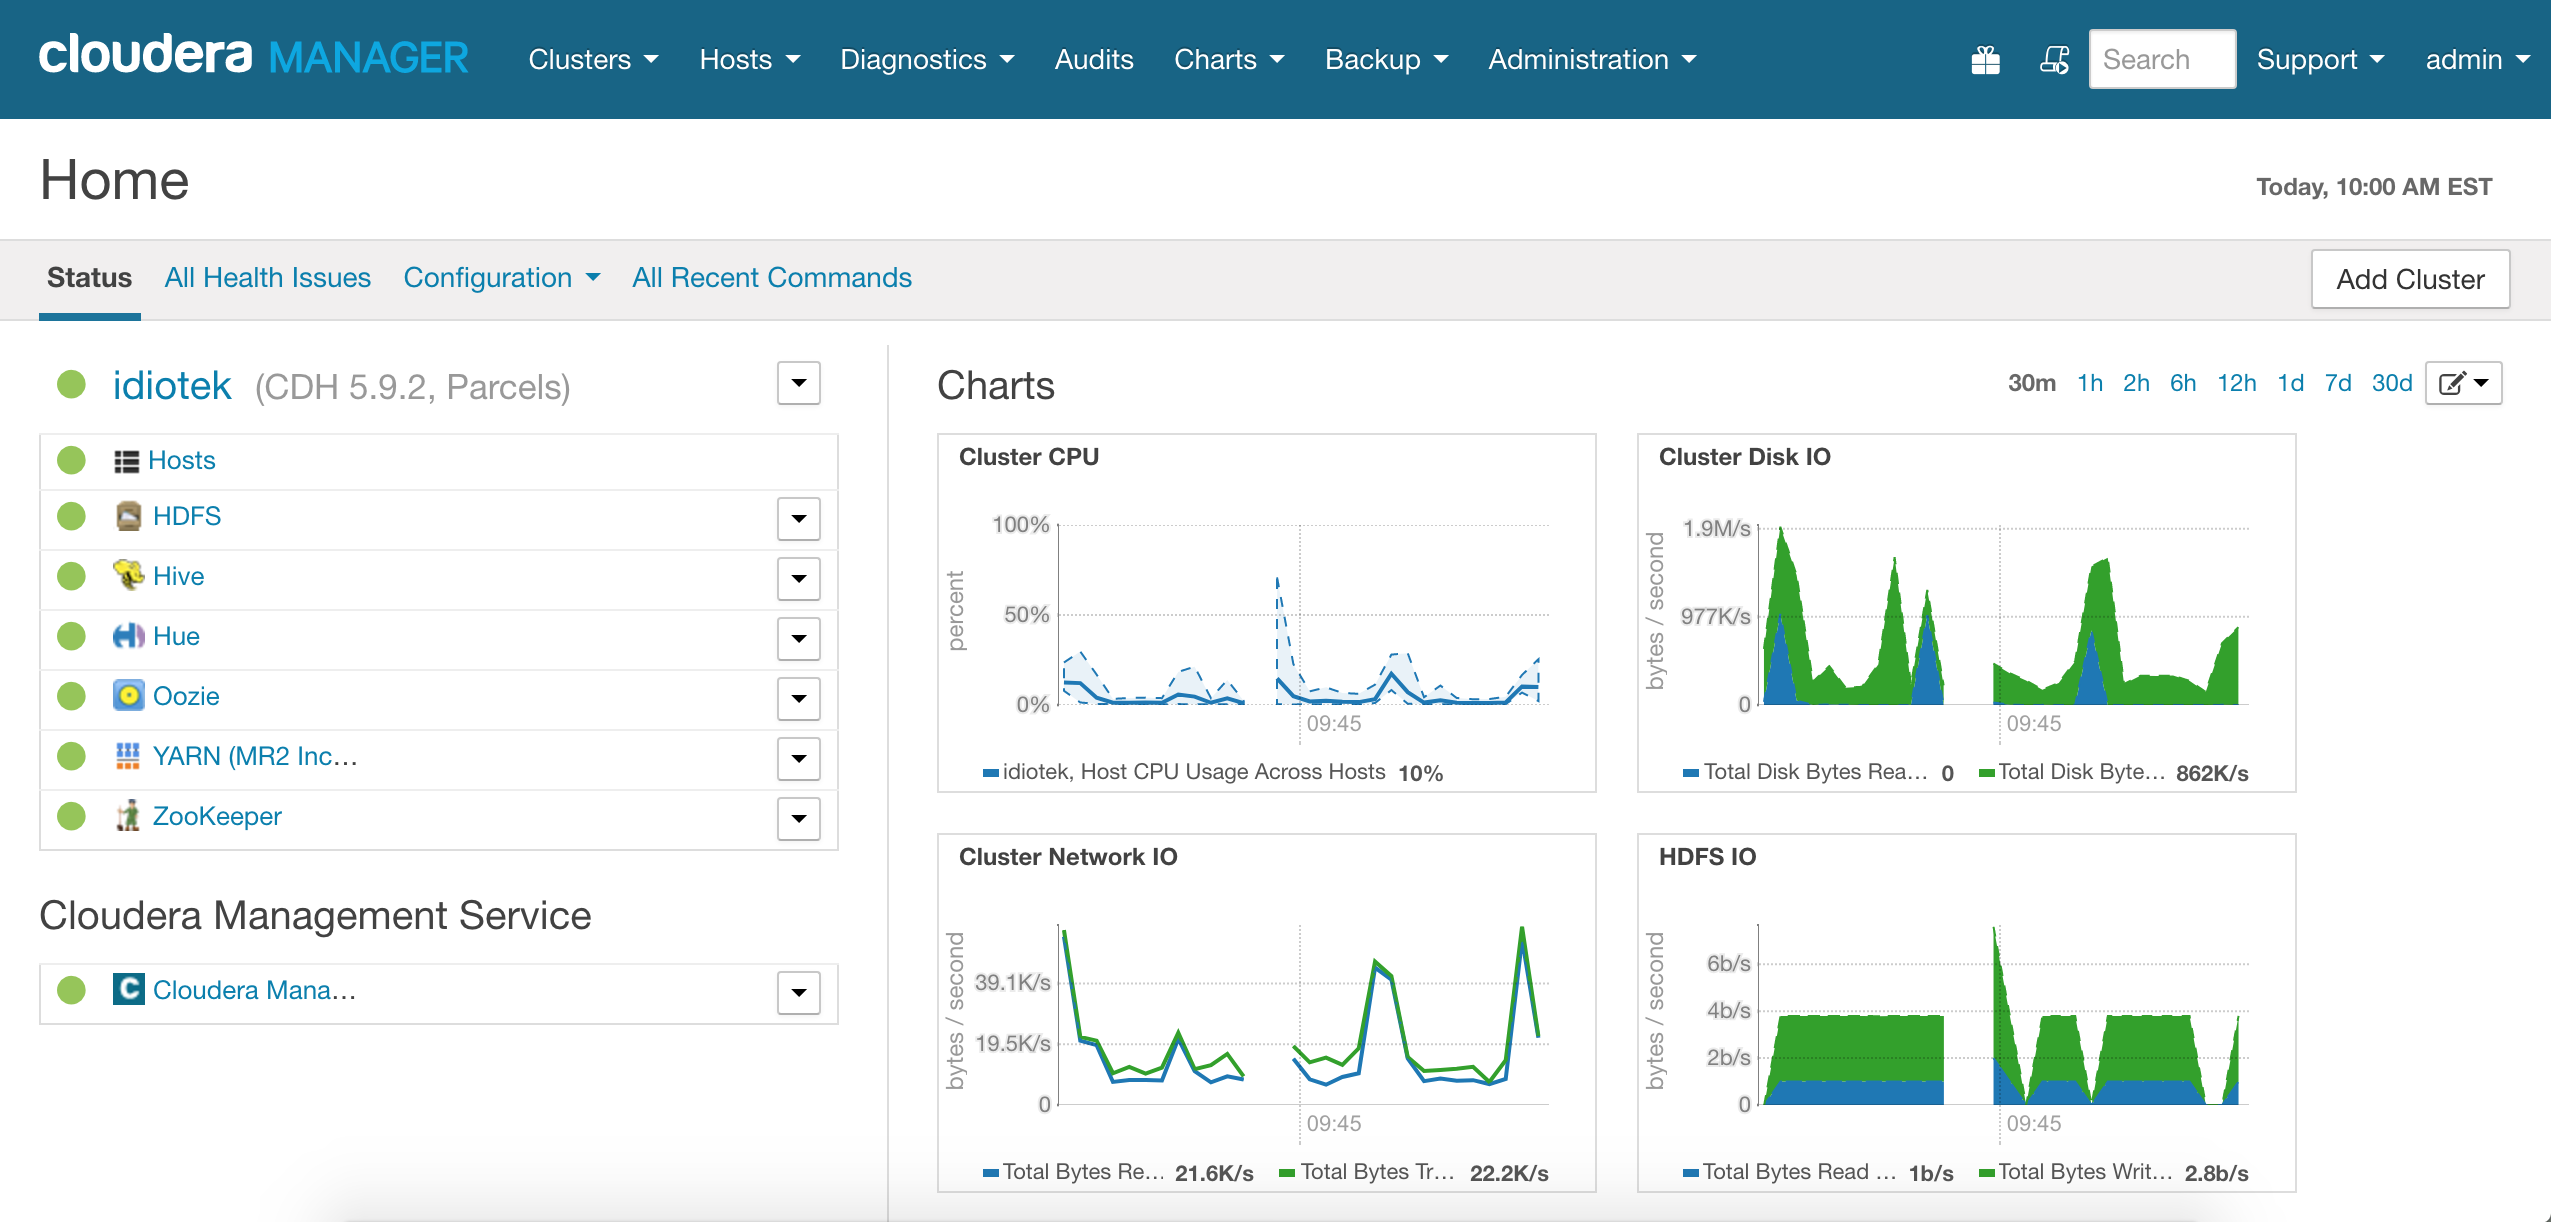 cloudera MANAGER Clusters Hosts Diagnostics Audits Charts Backup Administration Search Support admin
Home
Today, 10:00 AM EST
Status All Health Issues Configuration All Recent Commands Add Cluster
idiotek (CDH 5.9.2, Parcels)
Hosts
HDFS
Hive
Hue
Oozie
YARN (MR2 Inc...
ZooKeeper
Cloudera Management Service
C Cloudera Mana...
Charts
30m 1h 2h 6h 12h 1d 7d 30d
Cluster CPU
percent
100%
50%
0%
09:45
idiotek, Host CPU Usage Across Hosts 10%
Cluster Disk IO
bytes / second
1.9M/s
977K/s
0
09:45
Total Disk Bytes Rea... 0 Total Disk Byte... 862K/s
Cluster Network IO
bytes / second
39.1K/s
19.5K/s
0
09:45
Total Bytes Re... 21.6K/s Total Bytes Tr... 22.2K/s
HDFS IO
bytes / second
6b/s
4b/s
2b/s
0
09:45
Total Bytes Read ... 1b/s Total Bytes Writ... 2.8b/s